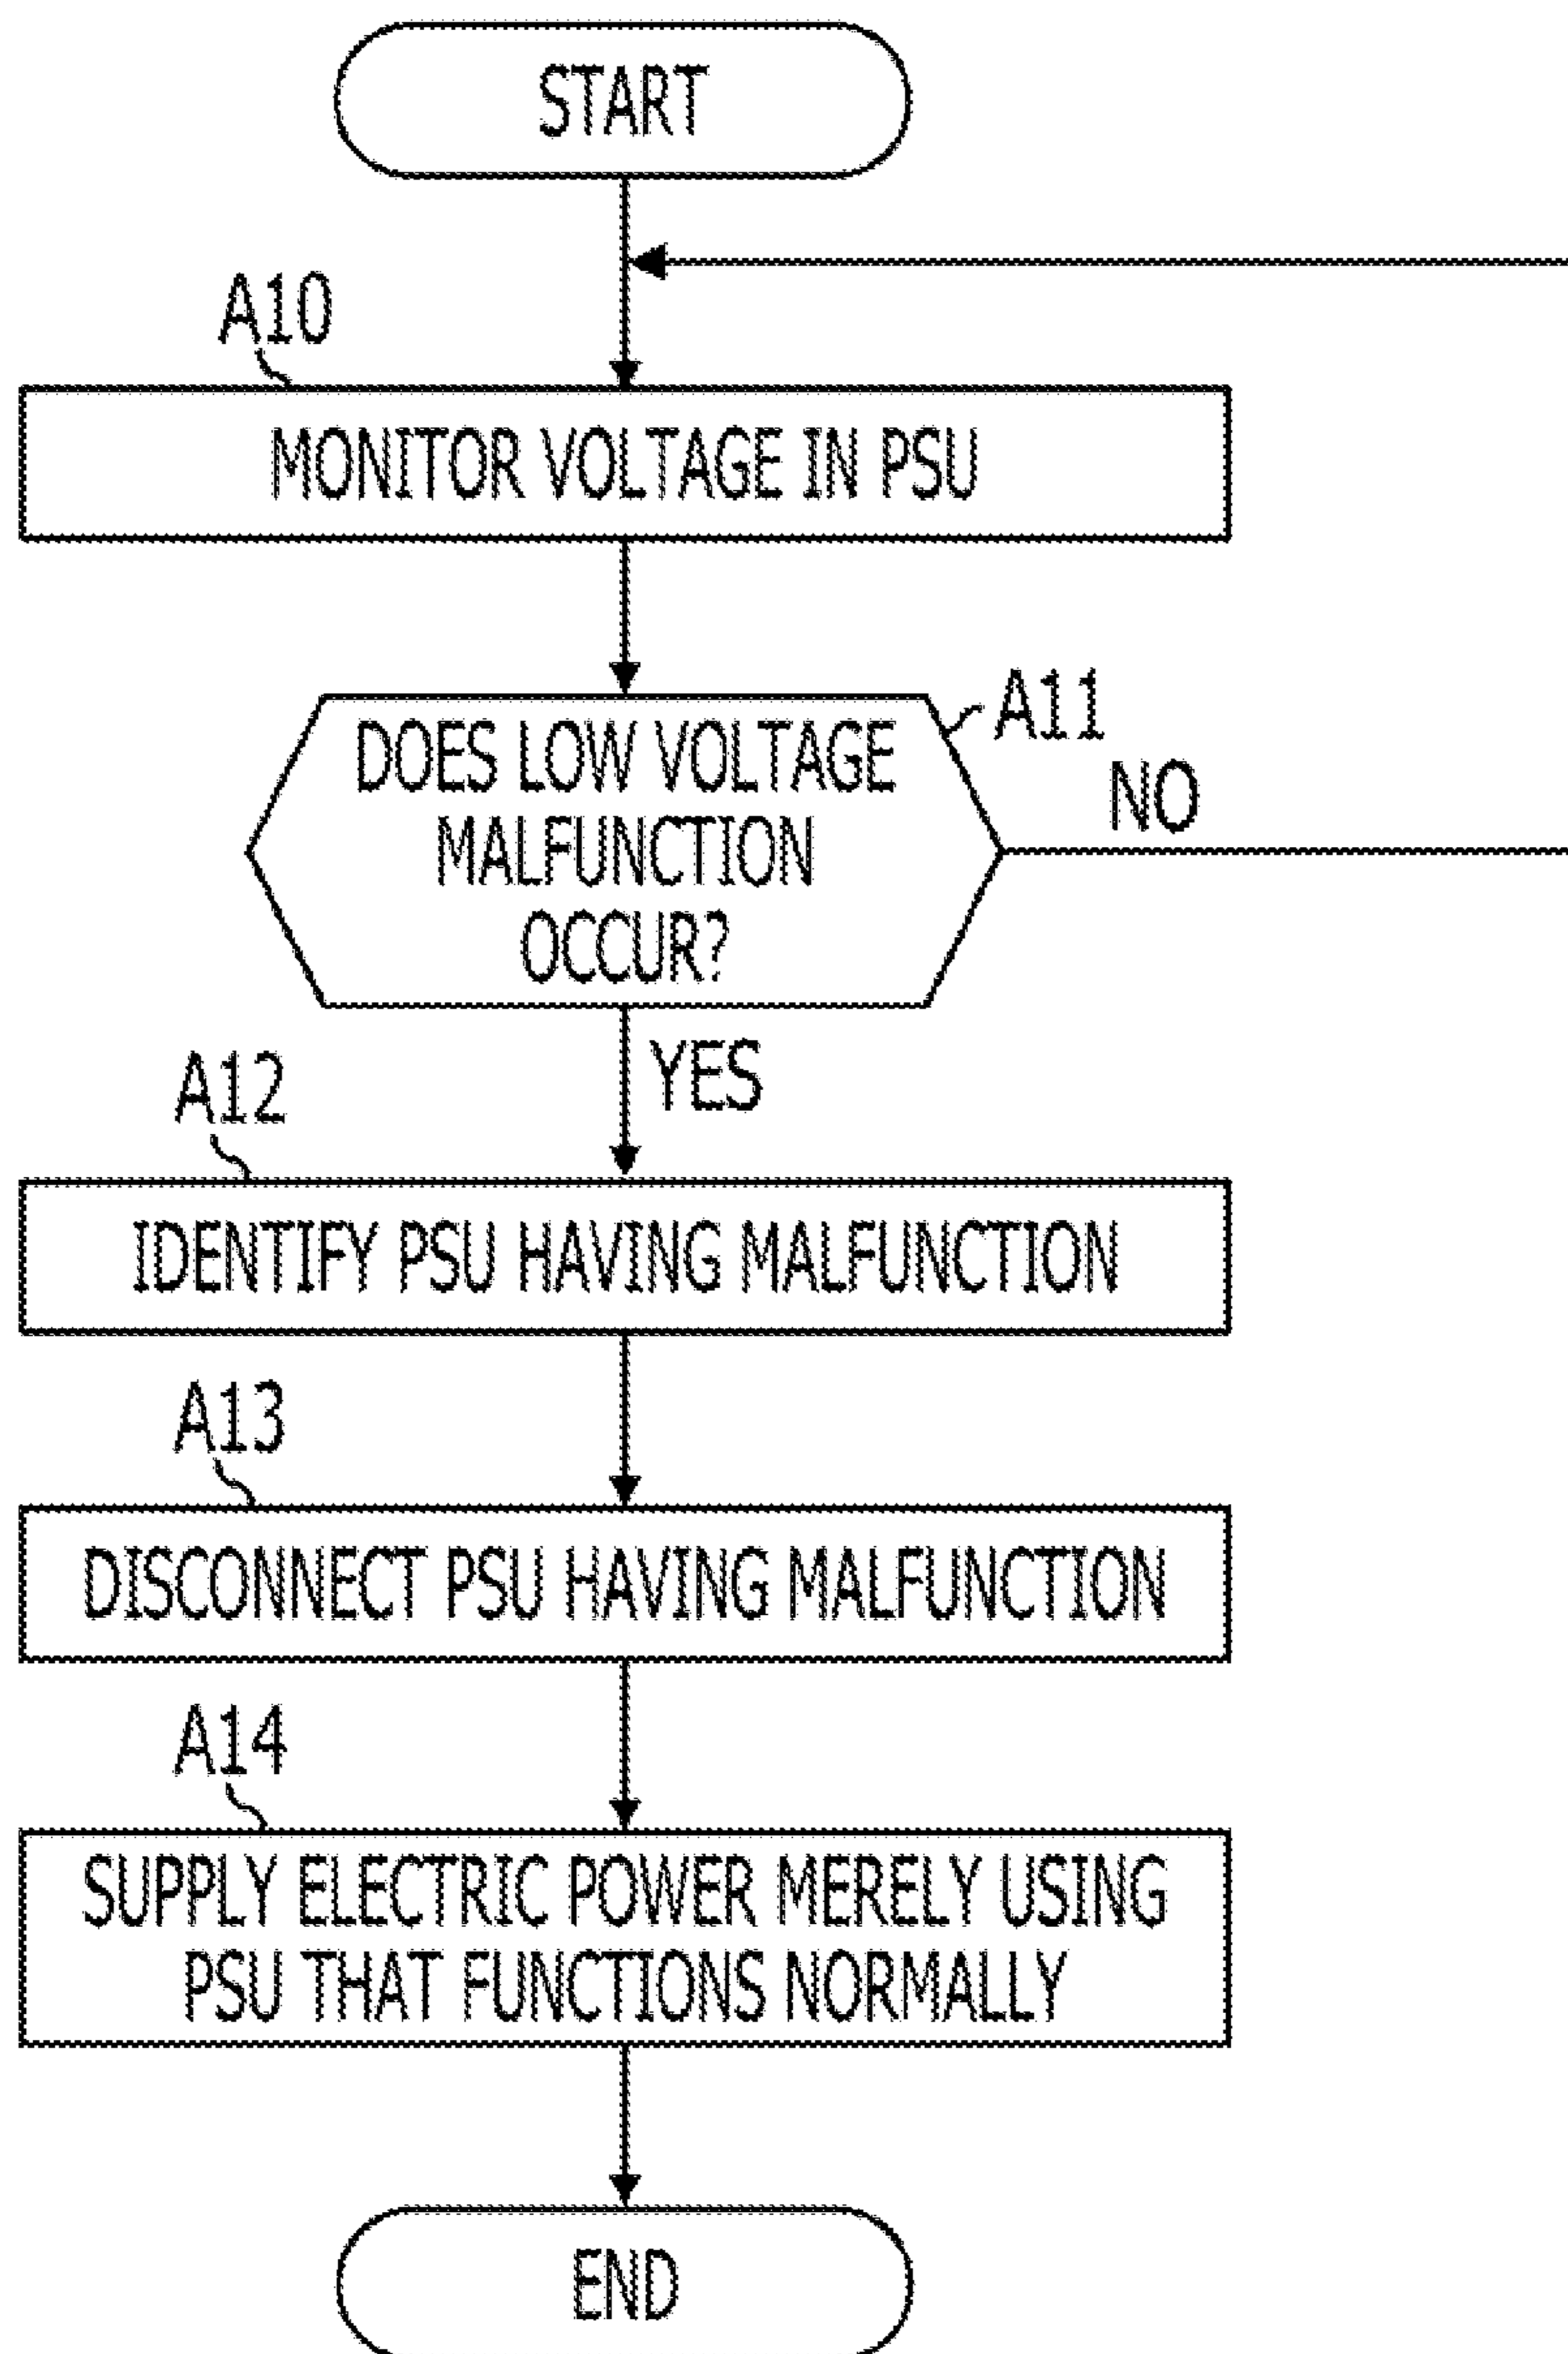 START
A10
MONITOR VOLTAGE IN PSU
DOES LOW VOLTAGE
MALFUNCTION
OCCUR?
A11
NO
YES
A12
IDENTIFY PSU HAVING MALFUNCTION
A13
DISCONNECT PSU HAVING MALFUNCTION
A14
SUPPLY ELECTRIC POWER MERELY USING
PSU THAT FUNCTIONS NORMALLY
END